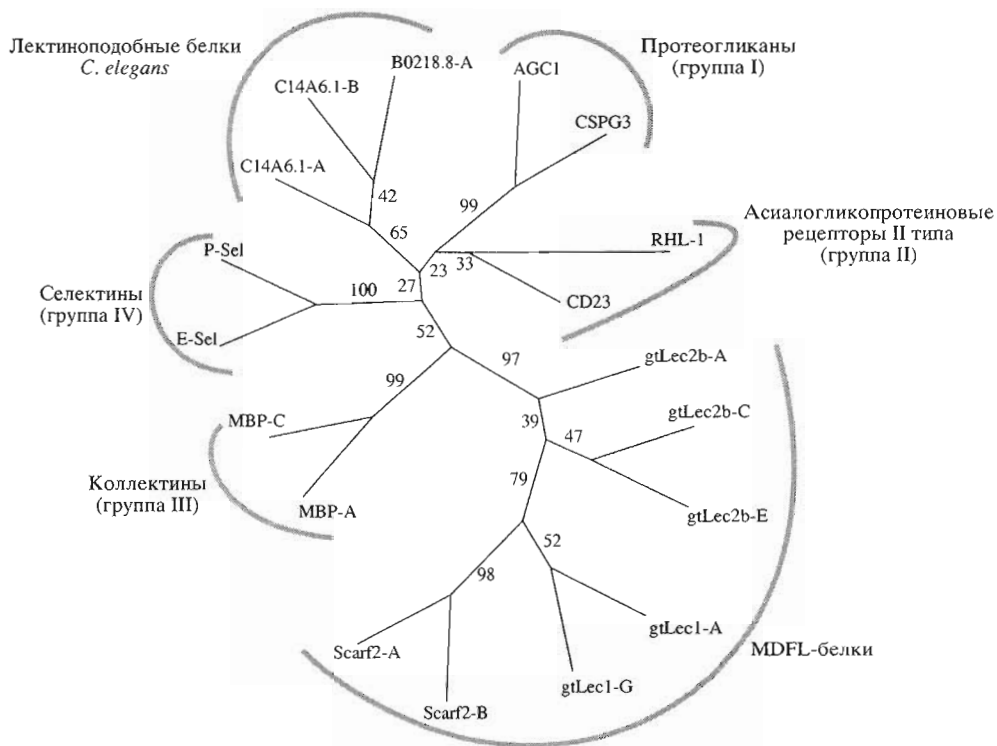 Лектиноподобные белки
C. elegans
B0218.8-A
C14A6.1-B
C14A6.1-A
42
65
Протеогликаны
(группа I)
AGC1
CSPG3
99
Асиалогликопротеиновые
рецепторы II типа
(группа II)
RHL-1
CD23
23
33
27
P-Sel
E-Sel
100
Селектины
(группа IV)
52
99
MBP-C
MBP-A
Коллектины
(группа III)
97
gtLec2b-A
39
47
gtLec2b-C
gtLec2b-E
79
52
98
gtLec1-A
gtLec1-G
Scarf2-A
Scarf2-B
MDFL-белки